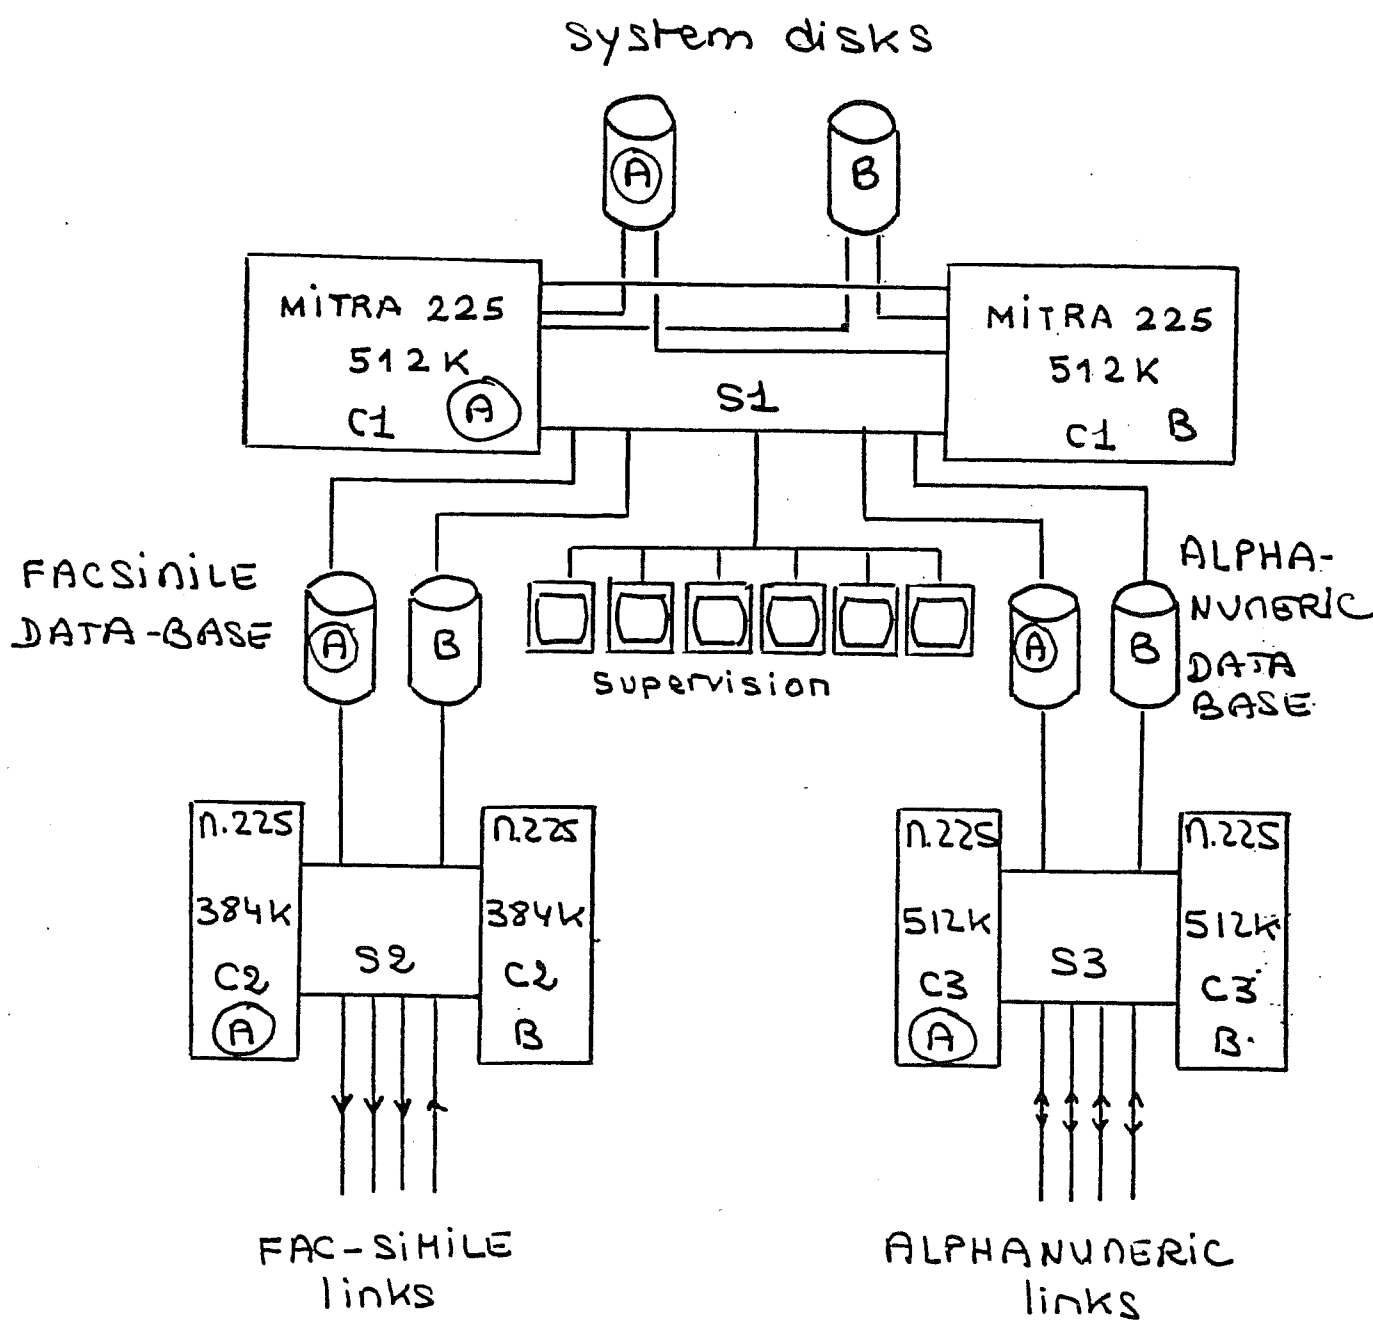 system disks
A
B
MiTRA 225
512K
C1 A
MiTRA 225
512K
C1 B
S1
FACSiMiLE
DATA-BASE
A
B
supervision
A
B
ALPHA-
NUMERiC
DATA
BASE
M.225
384K
C2
A
S2
M.225
384K
C2
B
M.225
512K
C3
A
S3
M.225
512K
C3
B
FAC-SiMiLE
links
ALPHANUMERiC
links